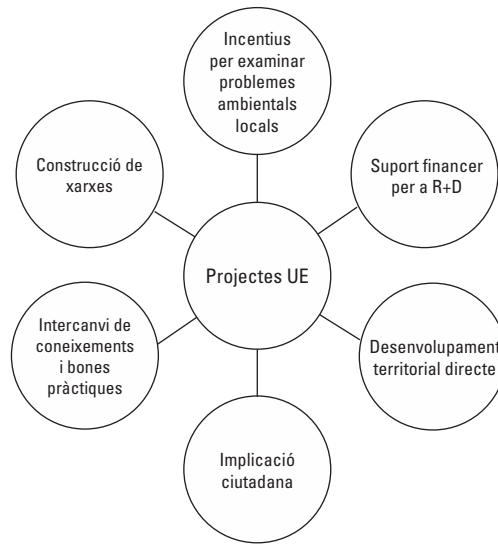 Incentius
per examinar
problemes
ambientals
locals
Construcció de
xarxes
Suport financer
per a R+D
Projectes UE
Intercanvi de
coneixements
i bones
pràctiques
Desenvolupament
territorial directe
Implicació
ciutadana